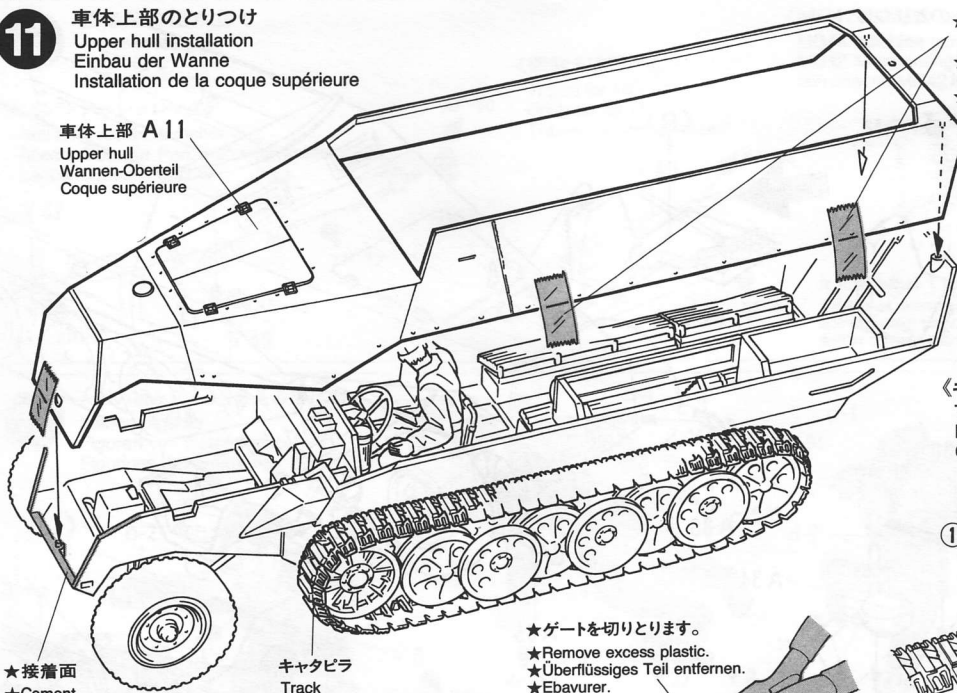 11
車体上部のとりつけ
Upper hull installation
Einbau der Wanne
Installation de la coque supérieure
車体上部 A11
Upper hull
Wannen-Oberteil
Coque supérieure
★
★接着面
★Cement
キャタピラ
Track
★ゲートを切りとります。
★Remove excess plastic.
★Überflüssiges Teil entfernen.
★Ebavurer.